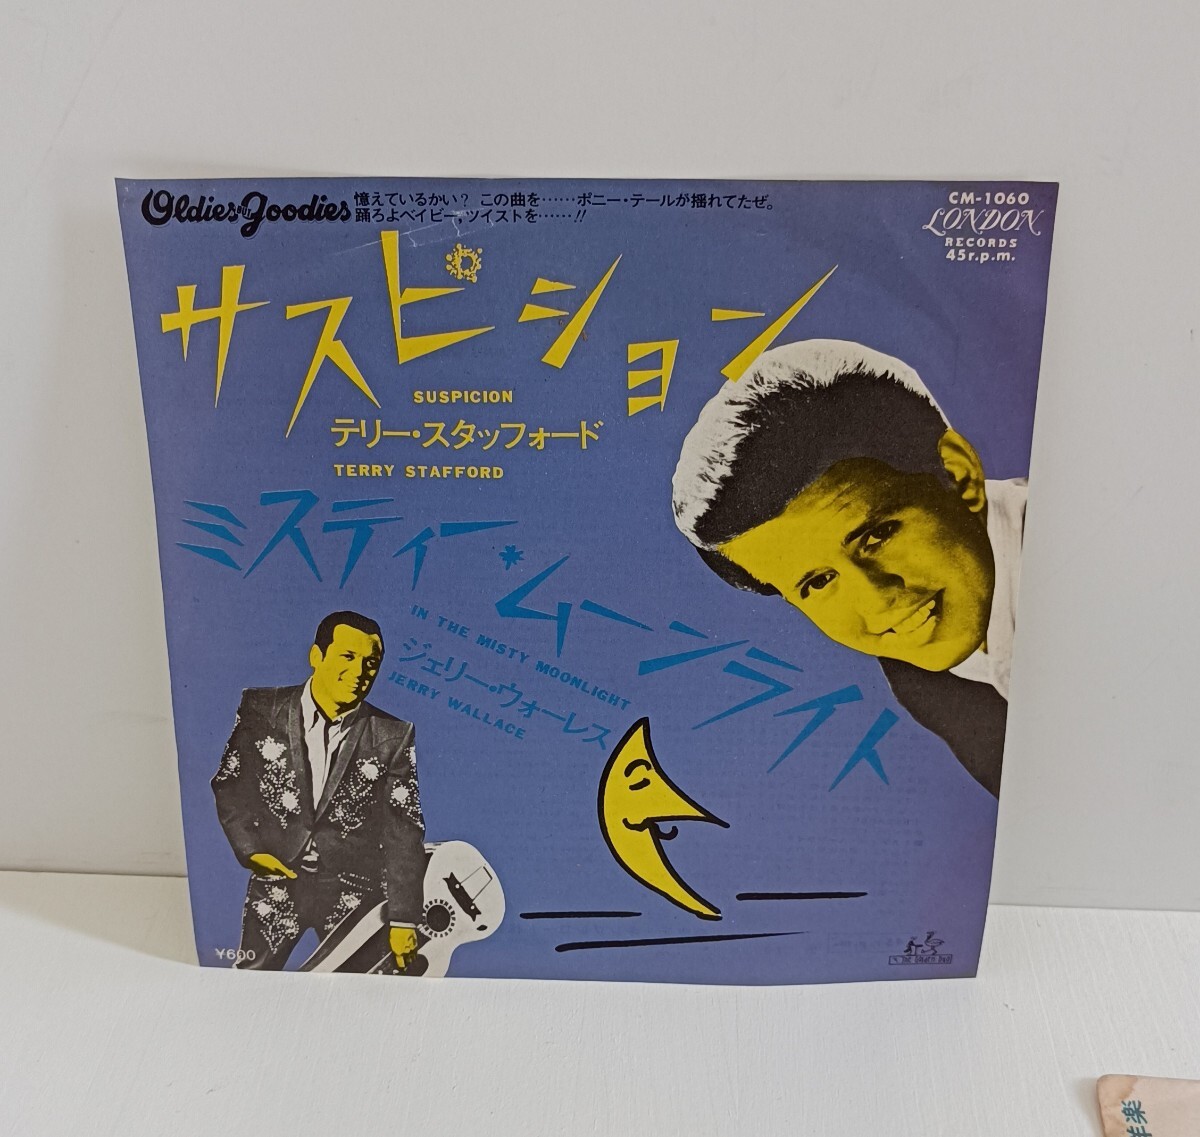 Oldies but Goodies
憶えているかい? この曲を……ポニー・テールが揺れてたぜ。
踊ろよベイビー, ツイストを……!!
CM-1060
LONDON
RECORDS
45r.p.m.
サスピション
SUSPICION
テリー・スタッフォード
TERRY STAFFORD
ミスティー・ムーンライト
IN THE MISTY MOONLIGHT
ジェリー・ウォーレス
JERRY WALLACE
¥600
洋楽